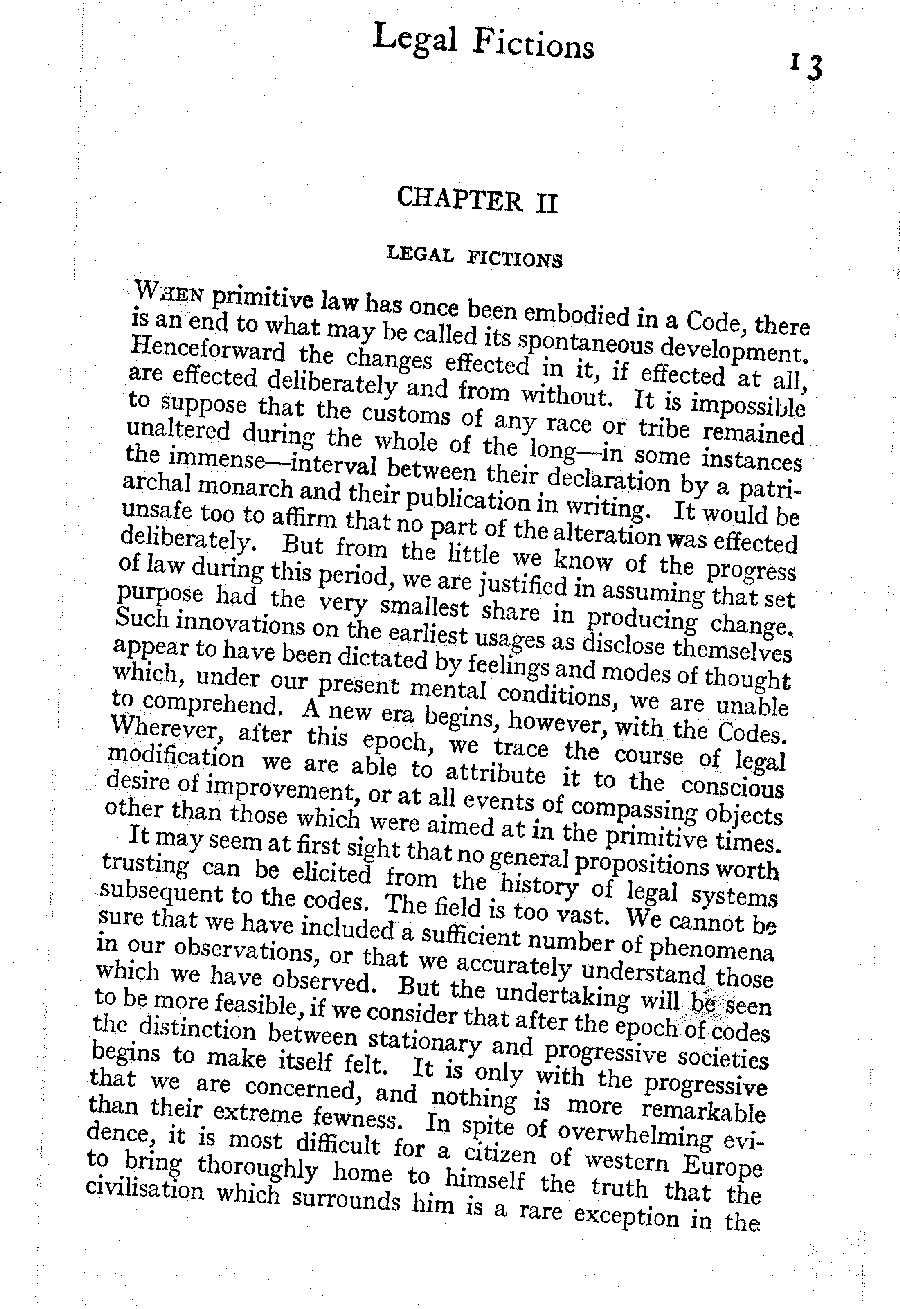 Legal Fictions
13
CHAPTER II
LEGAL FICTIONS
WHEN primitive law has once been embodied in a Code, there
is an end to what may be called its spontaneous development.
Henceforward the changes effected in it, if effected at all,
are effected deliberately and from without. It is impossible
to suppose that the customs of any race or tribe remained
unaltered during the whole of the long—in some instances
the immense—interval between their declaration by a patri-
archal monarch and their publication in writing. It would be
unsafe too to affirm that no part of the alteration was effected
deliberately. But from the little we know of the progress
of law during this period, we are justified in assuming that set
purpose had the very smallest share in producing change.
Such innovations on the earliest usages as disclose themselves
appear to have been dictated by feelings and modes of thought
which, under our present mental conditions, we are unable
to comprehend. A new era begins, however, with the Codes.
Wherever, after this epoch, we trace the course of legal
modification we are able to attribute it to the conscious
desire of improvement, or at all events of compassing objects
other than those which were aimed at in the primitive times.
It may seem at first sight that no general propositions worth
trusting can be elicited from the history of legal systems
subsequent to the codes. The field is too vast. We cannot be
sure that we have included a sufficient number of phenomena
in our observations, or that we accurately understand those
which we have observed. But the undertaking will be seen
to be more feasible, if we consider that after the epoch of codes
the distinction between stationary and progressive societies
begins to make itself felt. It is only with the progressive
that we are concerned, and nothing is more remarkable
than their extreme fewness. In spite of overwhelming evi-
dence, it is most difficult for a citizen of western Europe
to bring thoroughly home to himself the truth that the
civilisation which surrounds him is a rare exception in the